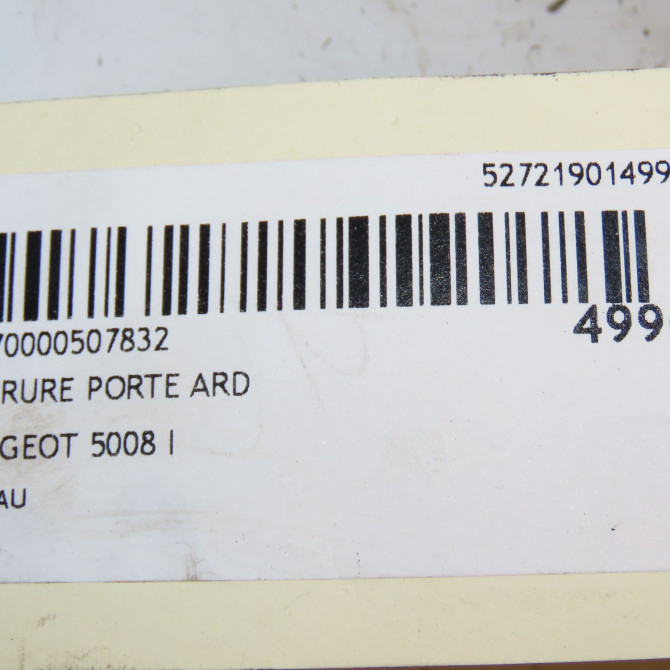 52721901499
70000507832
499
RURE PORTE ARD
GEOT 5008 I
AU